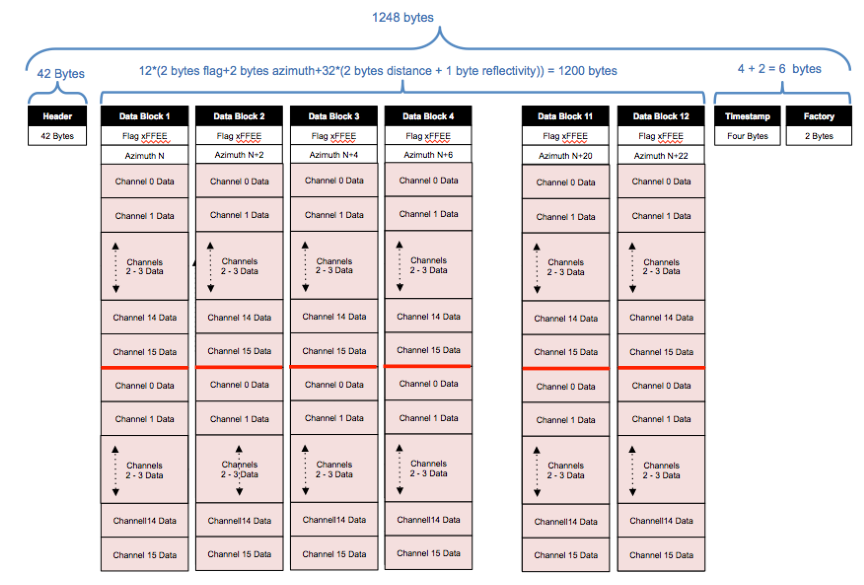 1248 bytes
42 Bytes
12*(2 bytes flag+2 bytes azimuth+32*(2 bytes distance + 1 byte reflectivity)) = 1200 bytes
4 + 2 = 6 bytes
Header
42 Bytes
Data Block 1
Flag xFFEE
Azimuth N
Channel 0 Data
Channel 1 Data
Channels
2 - 3 Data
Channel 14 Data
Channel 15 Data
Channel 0 Data
Channel 1 Data
Channels
2 - 3 Data
Channell14 Data
Channel 15 Data
Data Block 2
Flag xFFEE
Azimuth N+2
Channel 0 Data
Channel 1 Data
Channels
2 - 3 Data
Channel 14 Data
Channel 15 Data
Channel 0 Data
Channel 1 Data
Channels
2 - 3 Data
Channell14 Data
Channel 15 Data
Data Block 3
Flag xFFEE
Azimuth N+4
Channel 0 Data
Channel 1 Data
Channels
2 - 3 Data
Channel 14 Data
Channel 15 Data
Channel 0 Data
Channel 1 Data
Channels
2 - 3 Data
Channell14 Data
Channel 15 Data
Data Block 4
Flag xFFEE
Azimuth N+6
Channel 0 Data
Channel 1 Data
Channels
2 - 3 Data
Channel 14 Data
Channel 15 Data
Channel 0 Data
Channel 1 Data
Channels
2 - 3 Data
Channell14 Data
Channel 15 Data
Data Block 11
Flag xFFEE
Azimuth N+20
Channel 0 Data
Channel 1 Data
Channels
2 - 3 Data
Channel 14 Data
Channel 15 Data
Channel 0 Data
Channel 1 Data
Channels
2 - 3 Data
Channell14 Data
Channel 15 Data
Data Block 12
Flag xFFEE
Azimuth N+22
Channel 0 Data
Channel 1 Data
Channels
2 - 3 Data
Channel 14 Data
Channel 15 Data
Channel 0 Data
Channel 1 Data
Channels
2 - 3 Data
Channell14 Data
Channel 15 Data
Timestamp
Four Bytes
Factory
2 Bytes